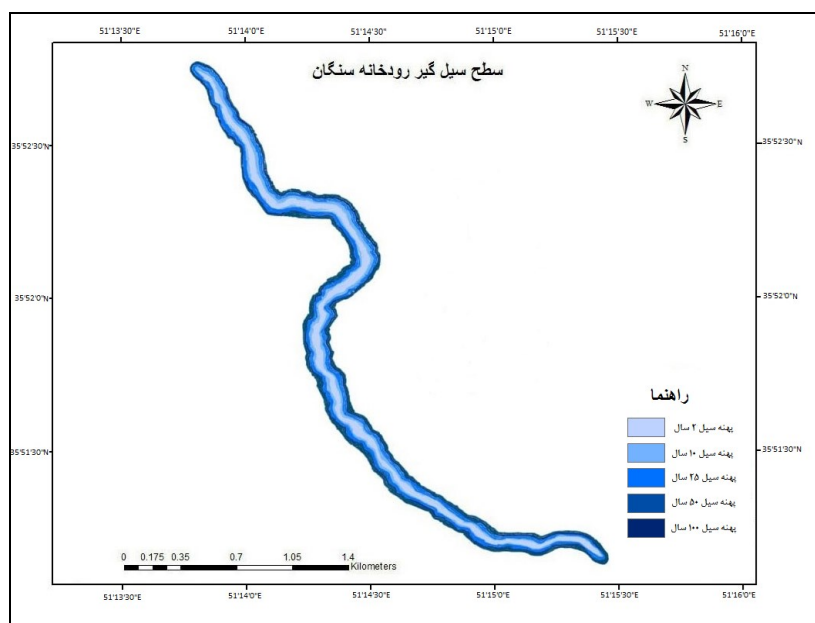 51°13'30"E 51°14'0"E 51°14'30"E 51°15'0"E 51°15'30"E 51°16'0"E
سطح سیل گیر رودخانه سنگان
N
W E
S
35°52'30"N 35°52'30"N
35°52'0"N 35°52'0"N
راهنما
پهنه سیل ۲ سال
پهنه سیل ۱۰ سال
35°51'30"N 35°51'30"N
پهنه سیل ۲۵ سال
پهنه سیل ۵۰ سال
پهنه سیل ۱۰۰ سال
0 0.175 0.35 0.7 1.05 1.4
Kilometers
51°13'30"E 51°14'0"E 51°14'30"E 51°15'0"E 51°15'30"E 51°16'0"E